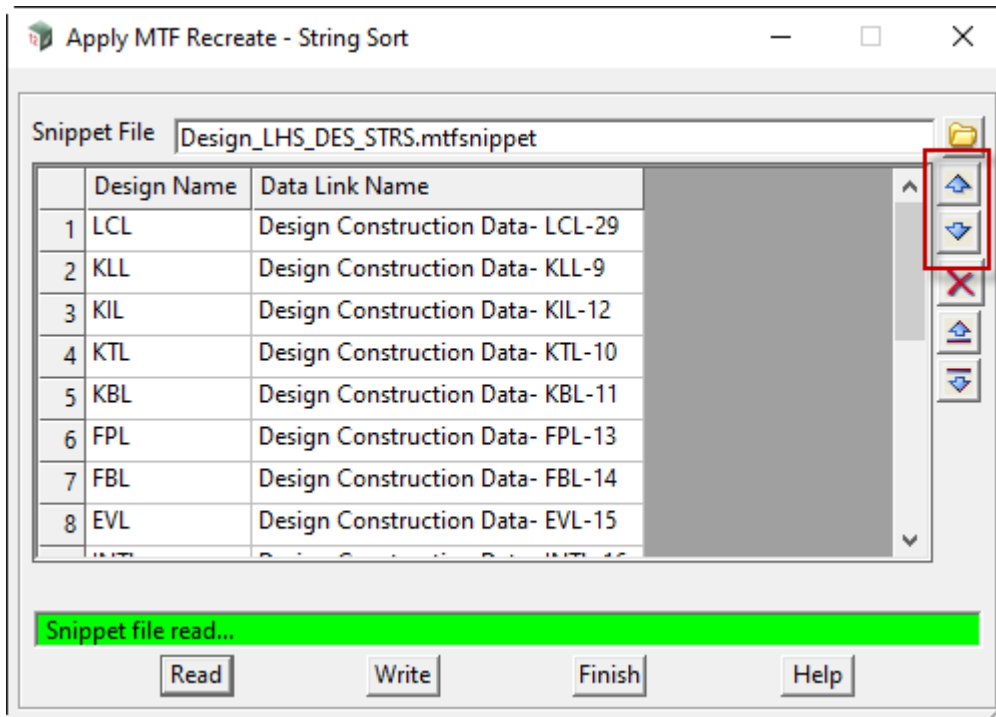 Apply MTF Recreate - String Sort
Snippet File Design_LHS_DES_STRS.mtfsnippet
Design Name Data Link Name
1 LCL Design Construction Data- LCL-29
2 KLL Design Construction Data- KLL-9
3 KIL Design Construction Data- KIL-12
4 KTL Design Construction Data- KTL-10
5 KBL Design Construction Data- KBL-11
6 FPL Design Construction Data- FPL-13
7 FBL Design Construction Data- FBL-14
8 EVL Design Construction Data- EVL-15
Snippet file read...
Read Write Finish Help